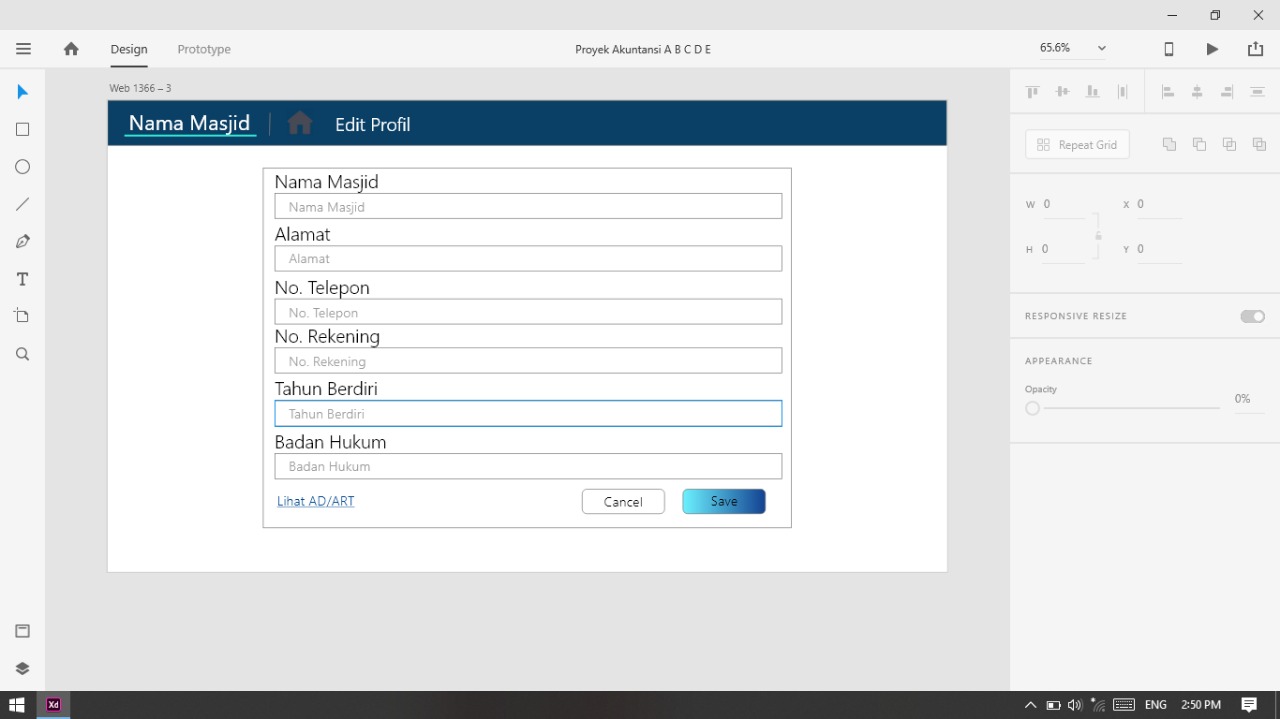 Design
Prototype
Proyek Akuntansi A B C D E
65.6%
Web 1366 – 3
Nama Masjid
Edit Profil
Nama Masjid
Nama Masjid
Alamat
Alamat
No. Telepon
No. Telepon
No. Rekening
No. Rekening
Tahun Berdiri
Tahun Berdiri
Badan Hukum
Badan Hukum
Lihat AD/ART
Cancel
Save
Repeat Grid
W 0
X 0
H 0
Y 0
RESPONSIVE RESIZE
APPEARANCE
Opacity
0%
T
Xd
ENG
2:50 PM